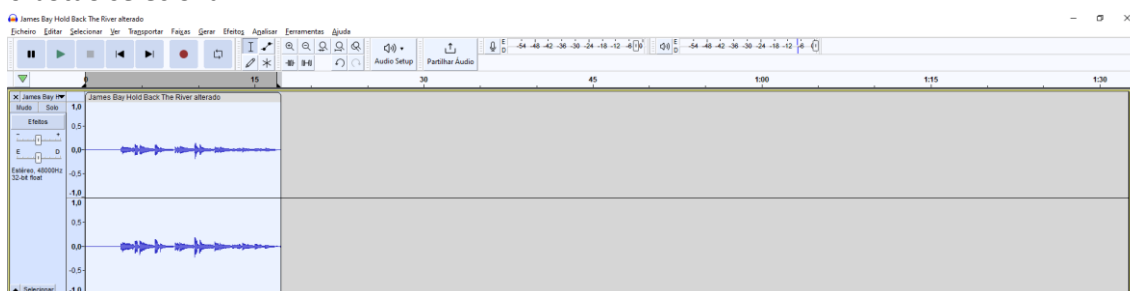 James Bay Hold Back The River alterado
Ficheiro Editar Selecionar Ver Transportar Faixas Gerar Efeitos Analisar Ferramentas Ajuda
Audio Setup
Partilhar Áudio
E
D
-54 -48 -42 -36 -30 -24 -18 -12 -6 0
E
D
-54 -48 -42 -36 -30 -24 -18 -12 -6 0
0 15 30 45 1:00 1:15 1:30
James Bay H
James Bay Hold Back The River alterado
Mudo Solo
Efeitos
- +
E D
Estéreo, 48000Hz
32-bit float
Selecionar
1,0
0,5
0,0
-0,5
-1,0
1,0
0,5
0,0
-0,5
-1,0